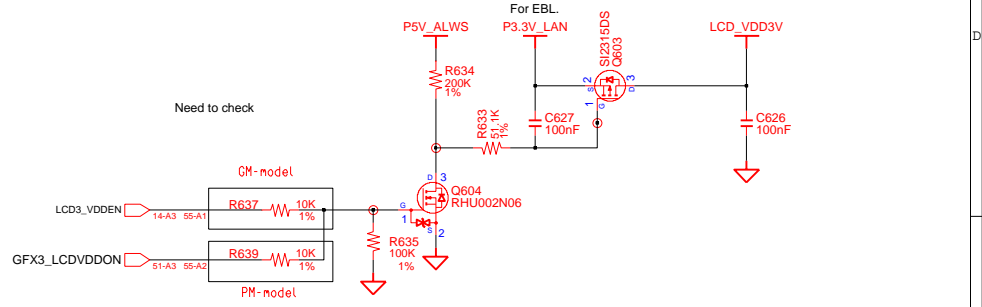 For EBL.
P5V_ALWS
P3.3V_LAN
LCD_VDD3V
D
SI2315DS
Q603
R634
200K
1%
2
S
3
D
1
G
Need to check
R633
51.1K
1%
C627
100nF
C626
100nF
GM-model
D
3
Q604
RHU002N06
G
1
S
2
LCD3_VDDEN
14-A3 55-A1
R637
10K
1%
R635
100K
1%
GFX3_LCDVDDON
51-A3 55-A2
R639
10K
1%
PM-model